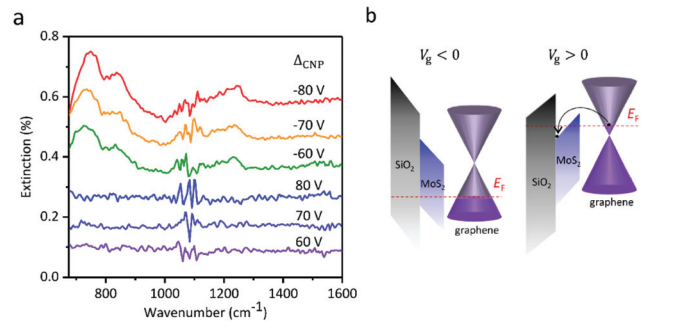 a
0.8
0.6
0.4
0.2
0.0
Extinction (%)
Δ_CNP
-80 V
-70 V
-60 V
80 V
70 V
60 V
800
1000
1200
1400
1600
Wavenumber (cm⁻¹)
b
V_g < 0
V_g > 0
SiO₂
MoS₂
E_F
graphene
SiO₂
MoS₂
E_F
graphene